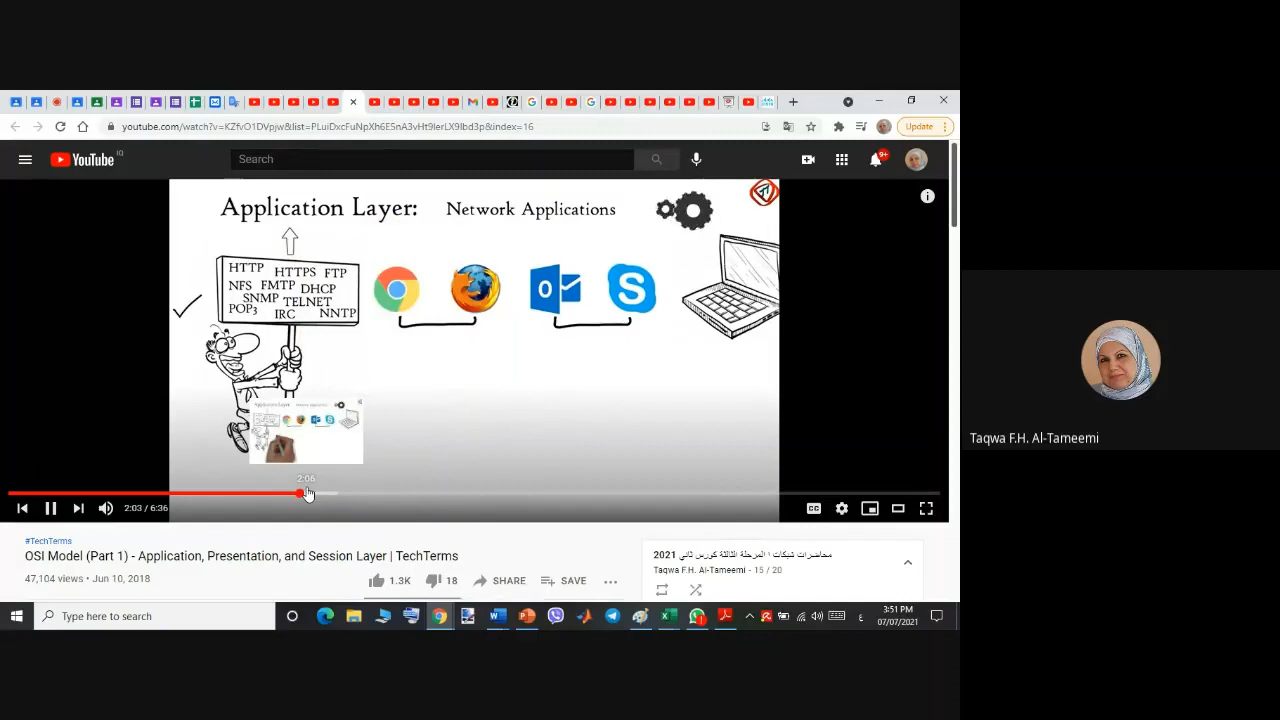 youtube.com/watch?v=KZfvO1DVpjw&list=PLuiDxcFuNpXh6E5nA3vHt9lerLX9Ibd3p&index=16
Update
YouTube IQ
Search
9+
Application Layer: Network Applications
HTTP HTTPS FTP
NFS FMTP DHCP
SNMP TELNET
POP3 IRC NNTP
2:06
2:03 / 6:36
CC
#TechTerms
OSI Model (Part 1) - Application, Presentation, and Session Layer | TechTerms
47,104 views • Jun 10, 2018
1.3K 18 SHARE SAVE
محاضرات شبكات ا المرحلة الثالثة كورس ثاني 2021
Taqwa F.H. Al-Tameemi - 15 / 20
Type here to search
ع
3:51 PM
07/07/2021
Taqwa F.H. Al-Tameemi